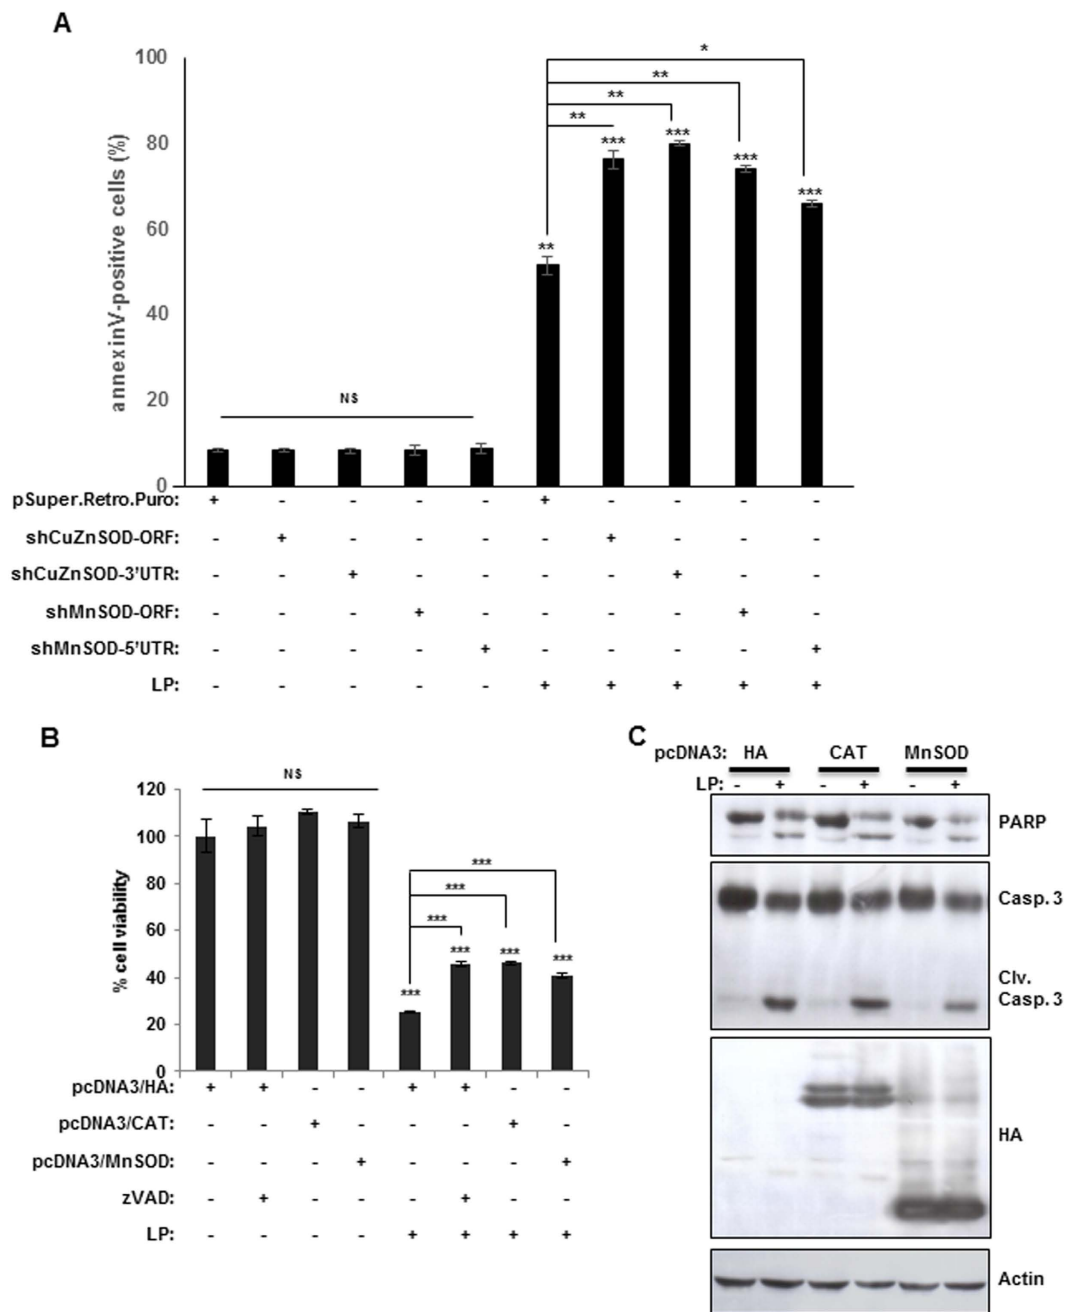 A
annexinV-positive cells (%)
100
80
60
40
20
0
NS
**
***
***
***
***
**
**
**
*
pSuper.Retro.Puro: + - - - - + - - - -
shCuZnSOD-ORF: - + - - - - + - - -
shCuZnSOD-3'UTR: - - + - - - - + - -
shMnSOD-ORF: - - - + - - - - + -
shMnSOD-5'UTR: - - - - + - - - - +
LP: - - - - - + + + + +
B
% cell viability
120
100
80
60
40
20
0
NS
***
***
***
***
***
***
***
pcDNA3/HA: + + - - + + - -
pcDNA3/CAT: - - + - - - + -
pcDNA3/MnSOD: - - - + - - - +
zVAD: - + - - - + - -
LP: - - - - + + + +
C
pcDNA3: HA CAT MnSOD
LP: - + - + - +
PARP
Casp. 3
Clv.
Casp. 3
HA
Actin